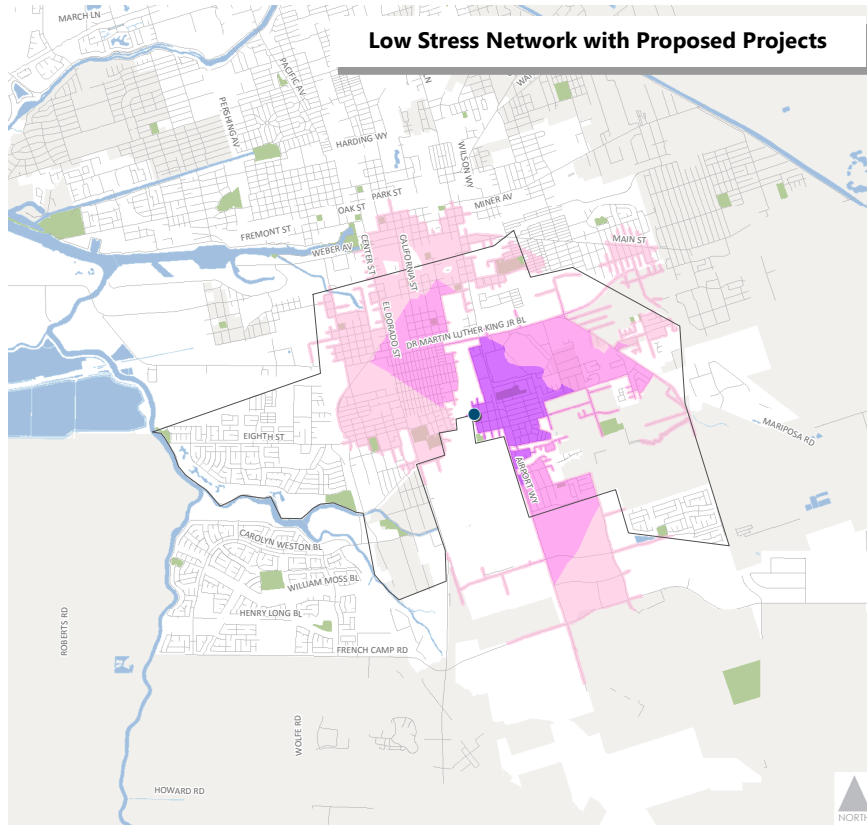 MARCH LN
Low Stress Network with Proposed Projects
PACIFIC AV
LN
WA
PERSHING AV
HARDING WY
WILSON WY
PARK ST
MINER AV
OAK ST
FREMONT ST
WEBER AV
CENTER ST
CALIFORNIA ST
MAIN ST
EL DORADO ST
DR MARTIN LUTHER KING JR BL
EIGHTH ST
MARIPOSA RD
AIRPORT WY
CAROLYN WESTON BL
WILLIAM MOSS BL
HENRY LONG BL
ROBERTS RD
FRENCH CAMP RD
WOLFE RD
HOWARD RD
NORTH